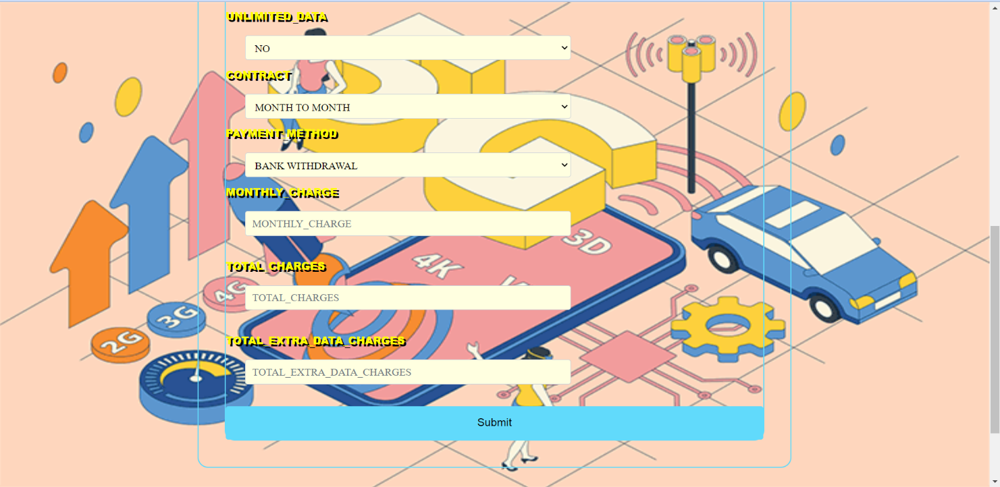 UNLIMITED_DATA
NO
CONTRACT
MONTH TO MONTH
PAYMENT_METHOD
BANK WITHDRAWAL
MONTHLY_CHARGE
MONTHLY_CHARGE
3D
4K
TOTAL_CHARGES
4G
TOTAL_CHARGES
3G
2G
TOTAL_EXTRA_DATA_CHARGES
TOTAL_EXTRA_DATA_CHARGES
Submit